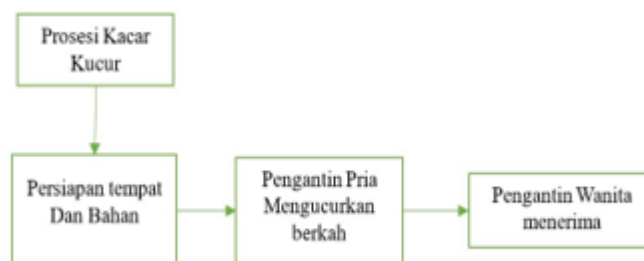 Prosesi Kacar
Kucur
Persiapan tempat
Dan Bahan
Pengantin Pria
Mengucurkan
berkah
Pengantin Wanita
menerima